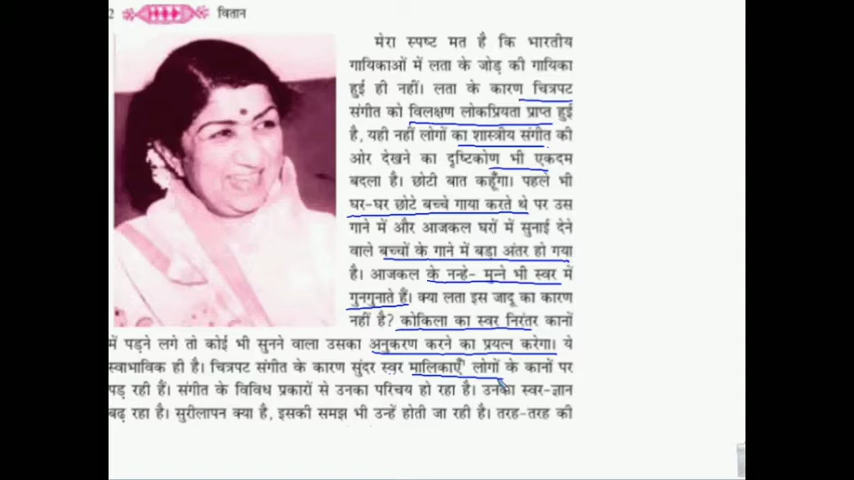 2 वितान
मेरा स्पष्ट मत है कि भारतीय
गायिकाओं में लता के जोड़ की गायिका
हुई ही नहीं। लता के कारण चित्रपट
संगीत को विलक्षण लोकप्रियता प्राप्त हुई
है, यही नहीं लोगों का शास्त्रीय संगीत की
ओर देखने का दृष्टिकोण भी एकदम
बदला है। छोटी बात कहूँगा। पहले भी
घर-घर छोटे बच्चे गाया करते थे पर उस
गाने में और आजकल घरों में सुनाई देने
वाले बच्चों के गाने में बड़ा अंतर हो गया
है। आजकल के नन्हे- मुन्ने भी स्वर में
गुनगुनाते हैं। क्या लता इस जादू का कारण
नहीं है? कोकिला का स्वर निरंतर कानों
में पड़ने लगे तो कोई भी सुनने वाला उसका अनुकरण करने का प्रयत्न करेगा। ये
स्वाभाविक ही है। चित्रपट संगीत के कारण सुंदर स्वर मालिकाएँ' लोगों के कानों पर
पड़ रही हैं। संगीत के विविध प्रकारों से उनका परिचय हो रहा है। उनका स्वर-ज्ञान
बढ़ रहा है। सुरीलापन क्या है, इसकी समझ भी उन्हें होती जा रही है। तरह-तरह की